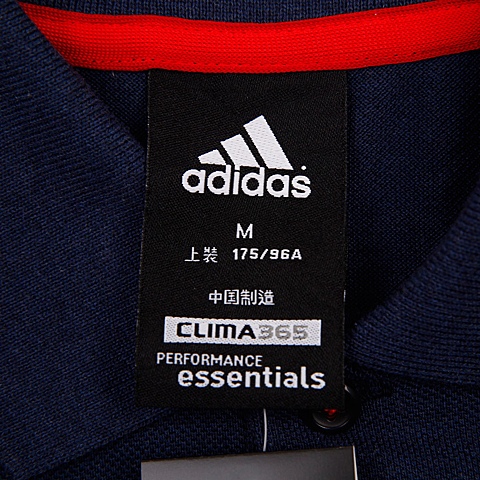 adidas
M
上装 175/96A
中国制造
CLIMA365
PERFORMANCE
essentials